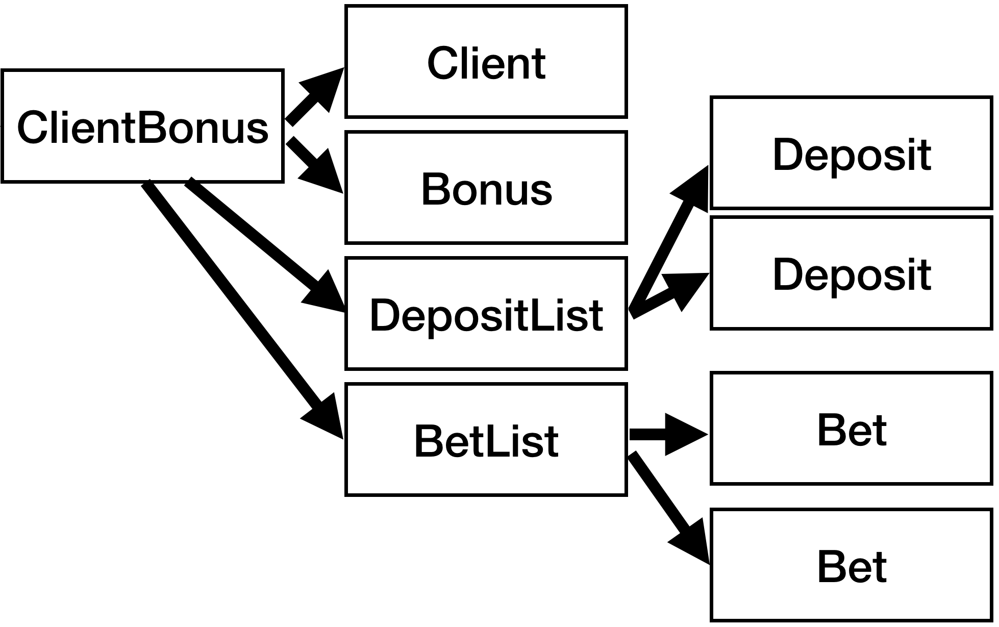 Client
ClientBonus
Bonus
DepositList
BetList
Deposit
Deposit
Bet
Bet